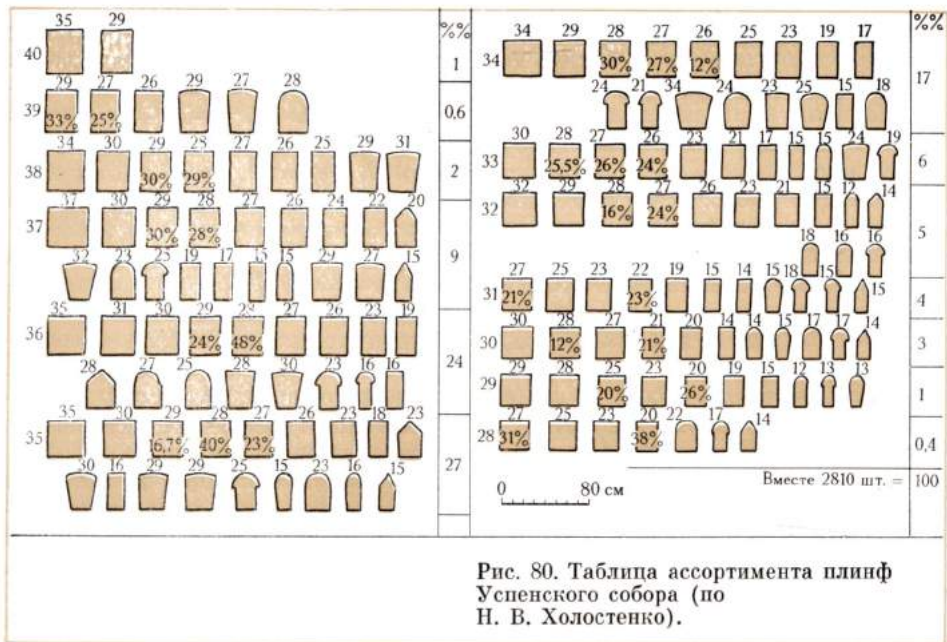 %%
35 29
40
1
29 27 26 29 27 28
39 33% 25%
0,6
34 30 29 28 27 26 25 29 31
38 30% 29%
2
37 30 29 28 27 26 24 22 20
37 30% 28%
9
32 23 25 19 17 15 15 29 27 15
35 31 30 29 28 27 26 23 19
36 24% 48%
24
28 27 25 28 30 23 16 16
35 30 29 28 27 26 23 18 23
35 16,7% 40% 23%
27
30 16 29 29 25 15 23 16 15
%%
34 29 28 27 26 25 23 19 17
34 30% 27% 12%
17
24 21 34 24 23 25 15 18
30 28 27 26 23 21 17 15 15 24 19
33 25,5% 26% 24%
6
32 29 28 27 26 23 21 15 12 14
32 16% 24%
5
18 16 16
27 25 23 22 19 15 14 15 18 15 15
31 21% 23%
4
30 28 27 21 20 14 14 15 17 17 14
30 12% 21%
3
29 28 25 23 20 19 15 12 13 13
29 20% 26%
1
27 25 23 20 22 17 14
28 31% 38%
0,4
0 80 см
Вместе 2810 шт. = 100
Рис. 80. Таблица ассортимента плинф
Успенского собора (по
Н. В. Холостенко).